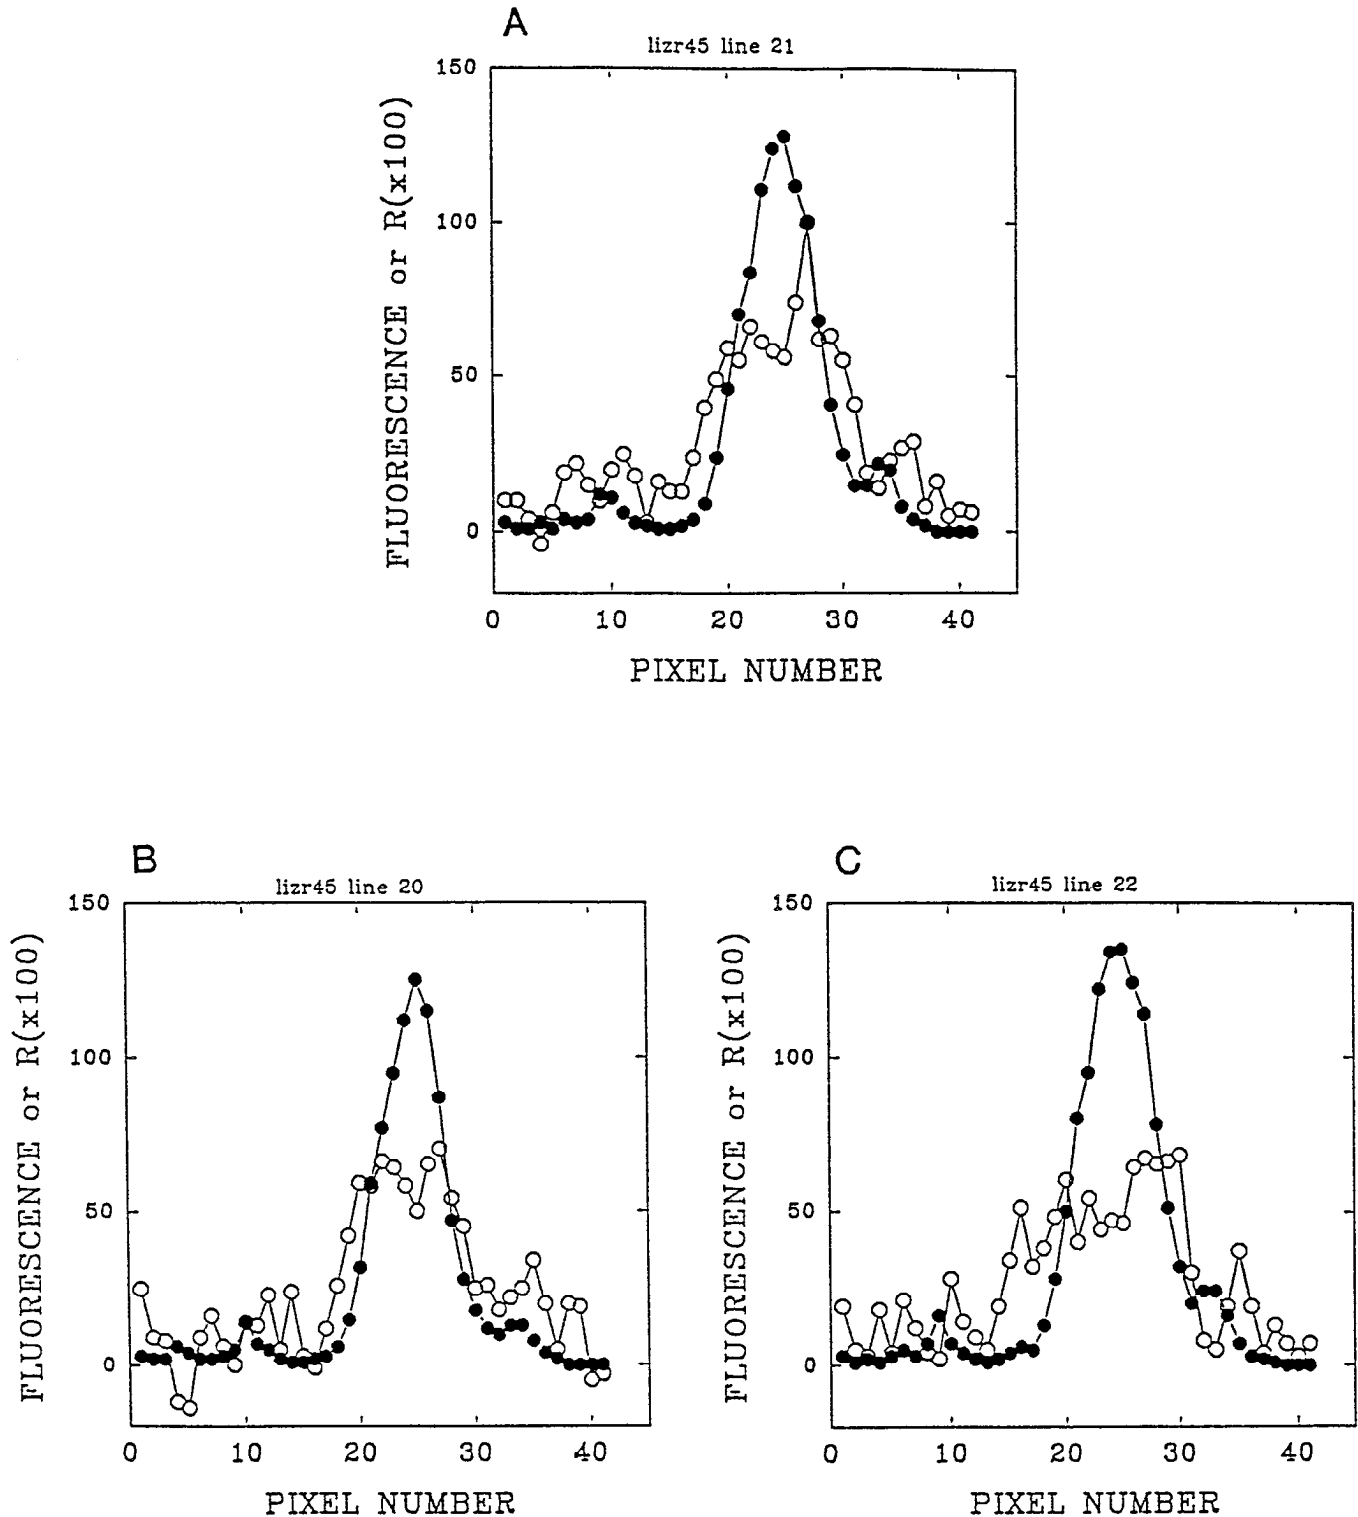 A
lizr45 line 21
FLUORESCENCE or R(x100)
150
100
50
0
0 10 20 30 40
PIXEL NUMBER
B
lizr45 line 20
FLUORESCENCE or R(x100)
150
100
50
0
0 10 20 30 40
PIXEL NUMBER
C
lizr45 line 22
FLUORESCENCE or R(x100)
150
100
50
0
0 10 20 30 40
PIXEL NUMBER